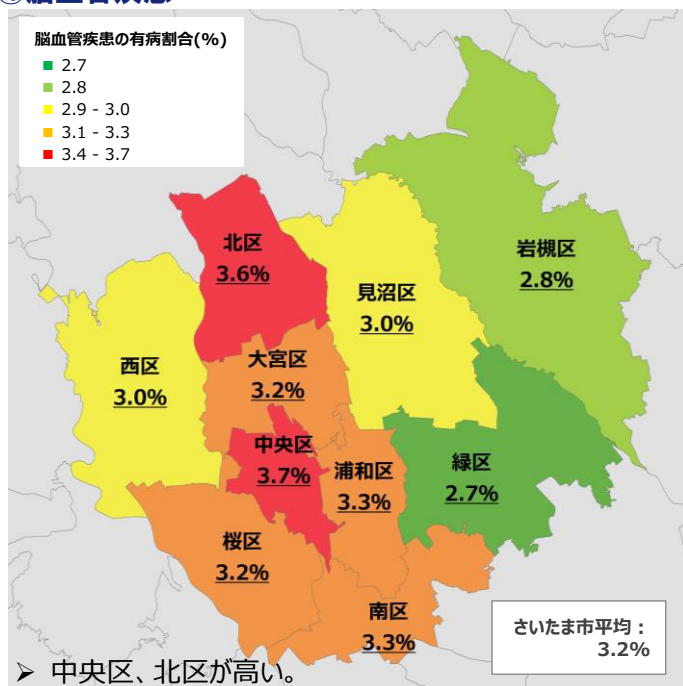 脳血管疾患の有病割合(%)
2.7
2.8
2.9 - 3.0
3.1 - 3.3
3.4 - 3.7
北区
3.6%
岩槻区
2.8%
見沼区
3.0%
西区
3.0%
大宮区
3.2%
中央区
3.7%
浦和区
3.3%
緑区
2.7%
桜区
3.2%
南区
3.3%
さいたま市平均：
3.2%
➢ 中央区、北区が高い。